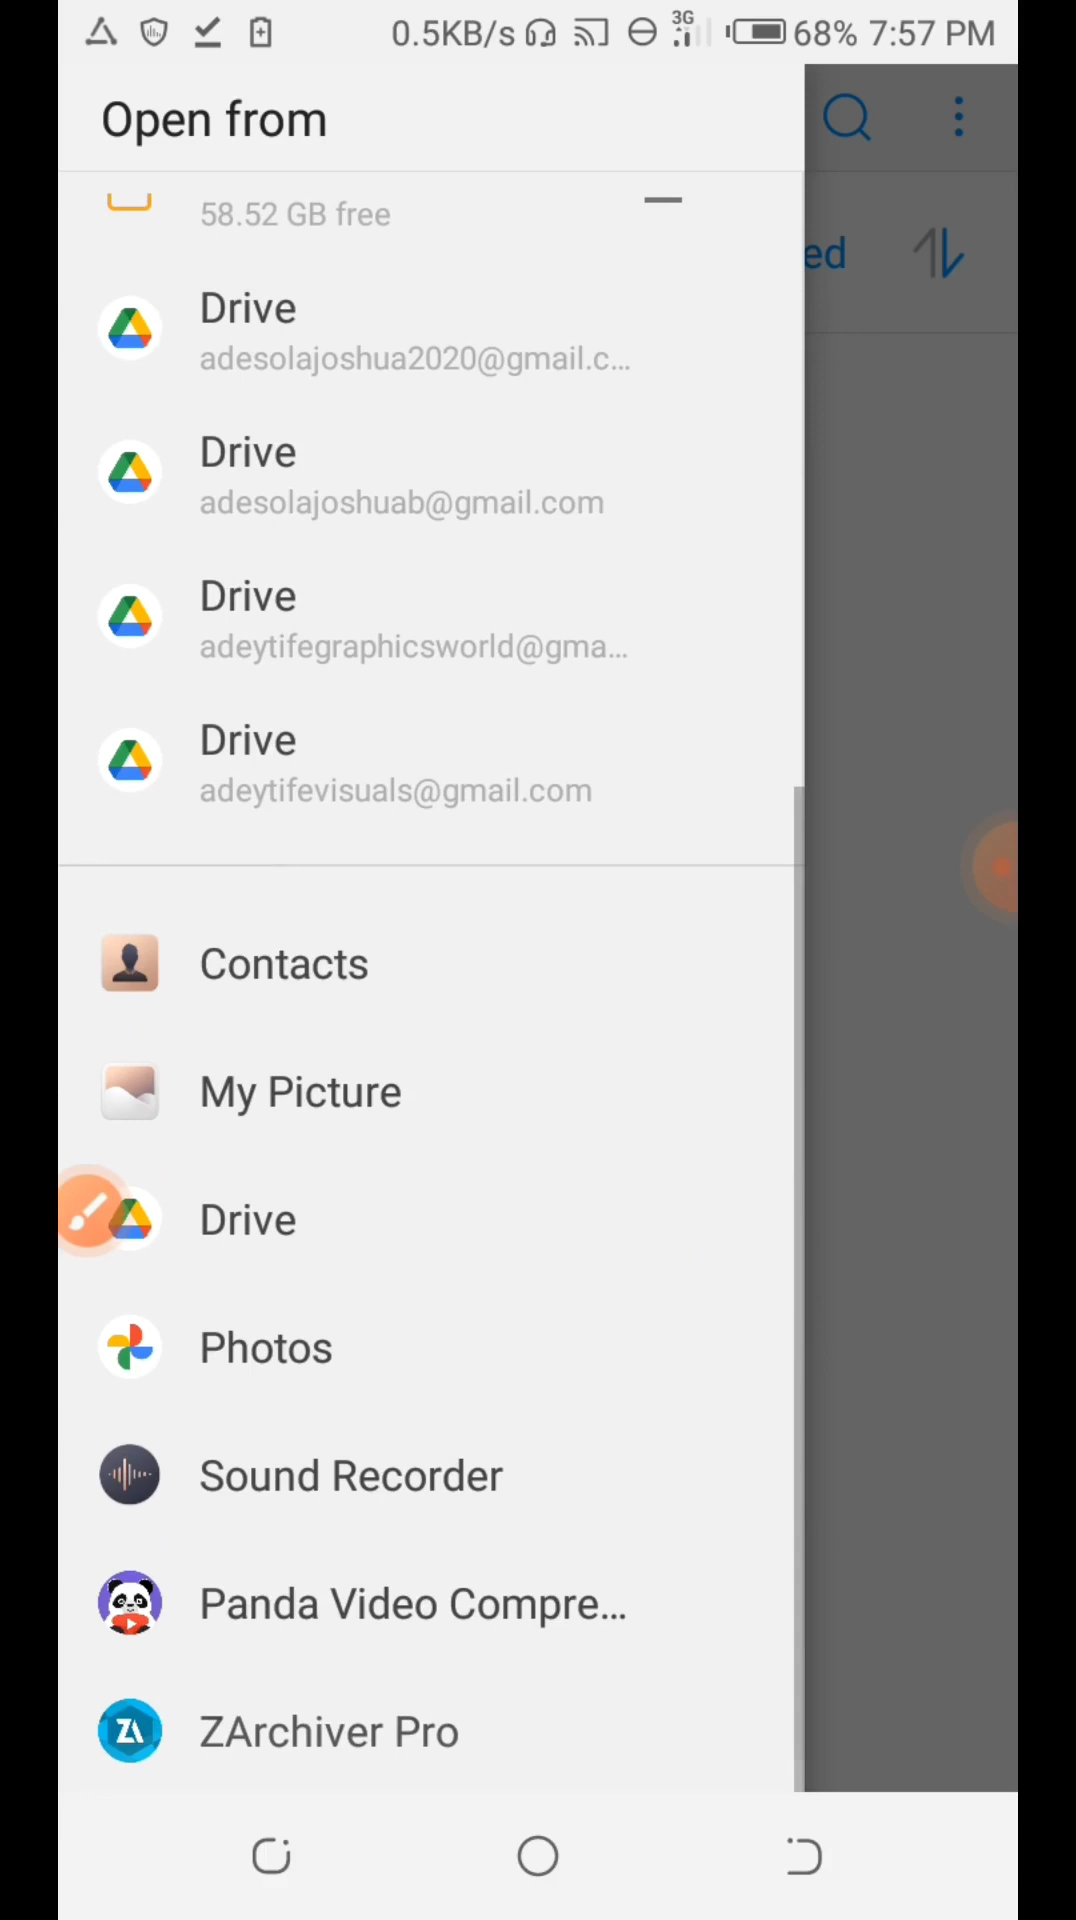 0.5KB/s 3G 68% 7:57 PM
Open from
58.52 GB free
ed
Drive
adesolajoshua2020@gmail.c...
Drive
adesolajoshuab@gmail.com
Drive
adeytifegraphicsworld@gma...
Drive
adeytifevisuals@gmail.com
Contacts
My Picture
Drive
Photos
Sound Recorder
Panda Video Compre...
ZArchiver Pro